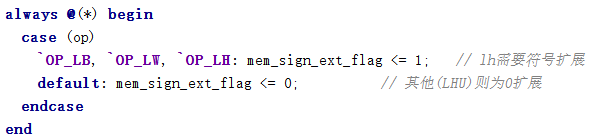 always @(*) begin
case (op)
`OP_LB, `OP_LW, `OP_LH: mem_sign_ext_flag <= 1; // lh需要符号扩展
default: mem_sign_ext_flag <= 0; // 其他(LHU)则为0扩展
endcase
end